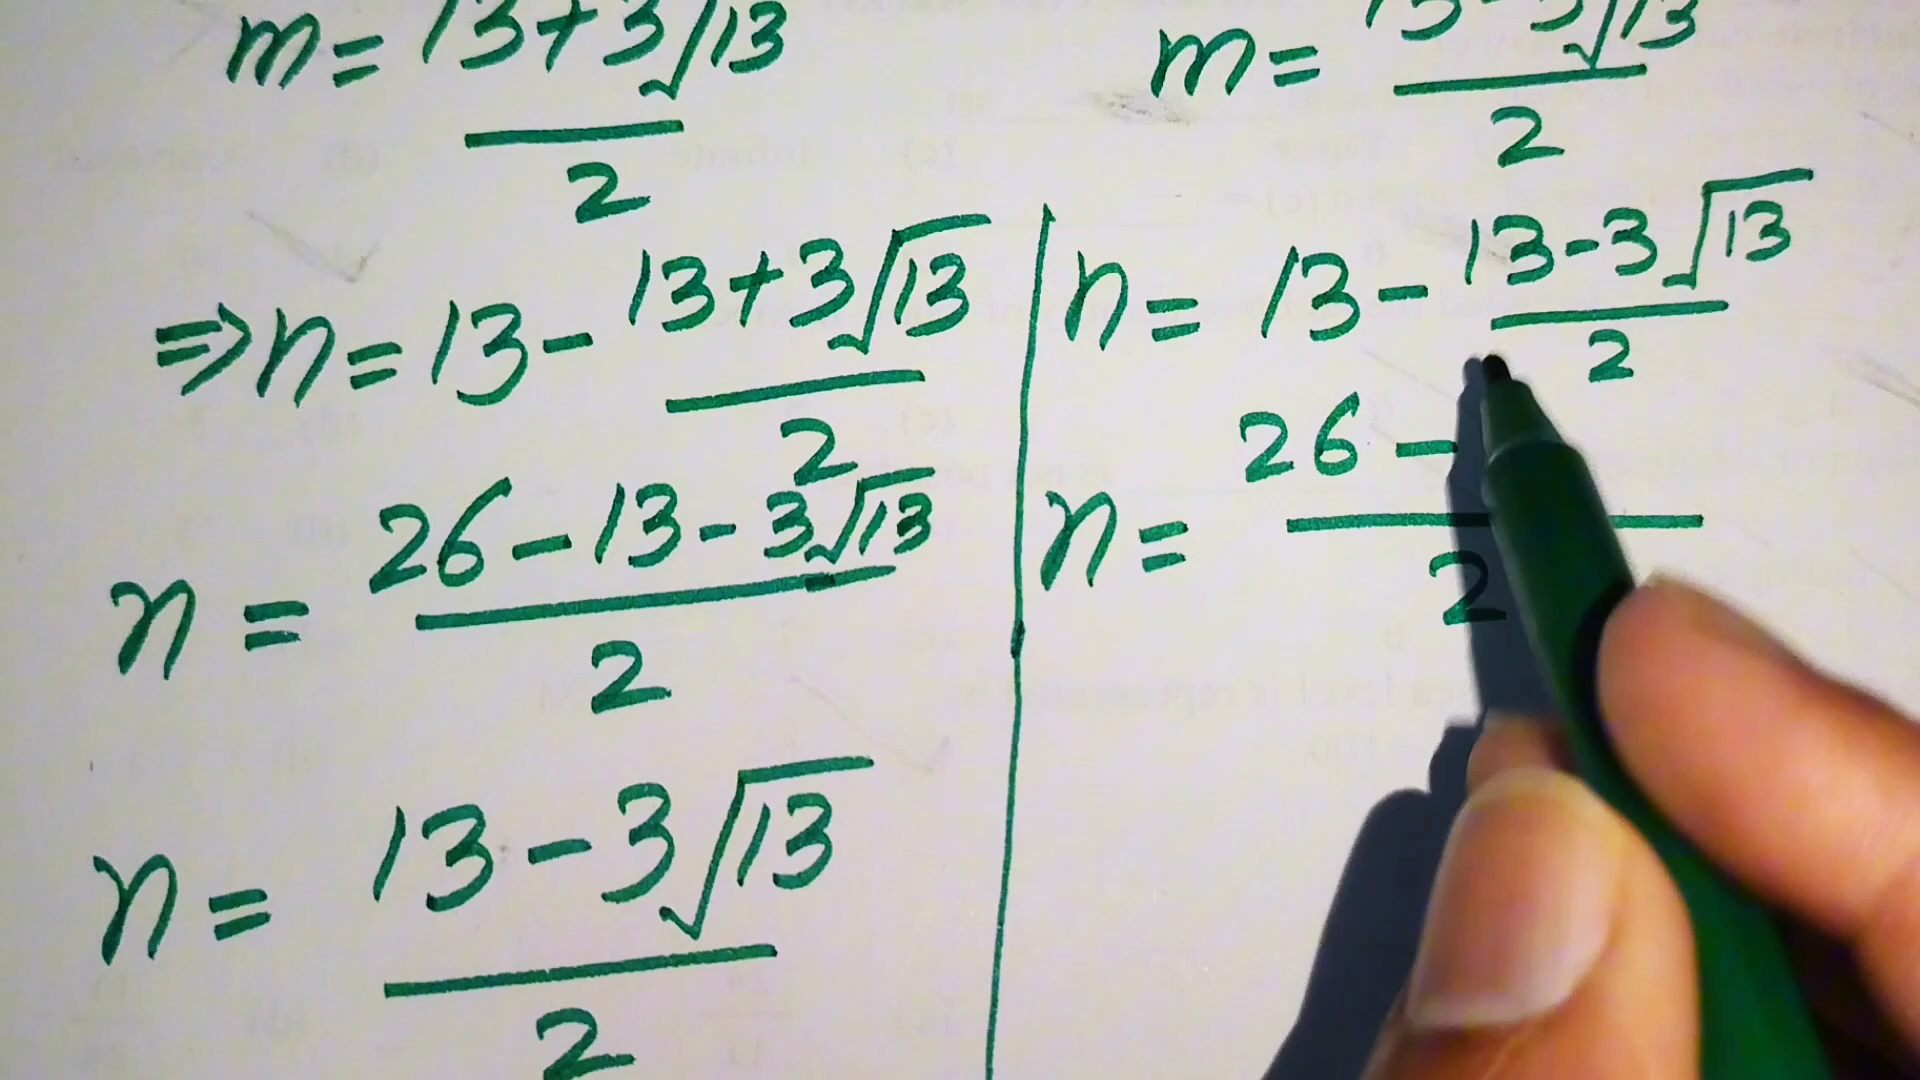 m = 13+3√13 / 2
⇒ n = 13 - 13+3√13 / 2
n = 26 - 13 - 3√13 / 2
n = 13 - 3√13 / 2
m = 13-3√13 / 2
n = 13 - 13-3√13 / 2
n = 26 - / 2